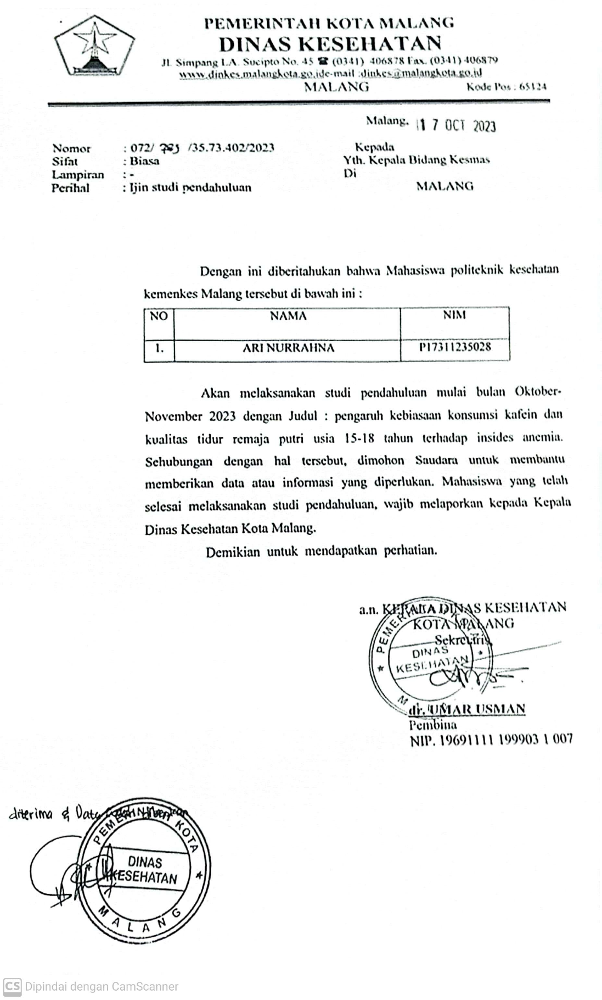 PEMERINTAH KOTA MALANG
DINAS KESEHATAN
Jl. Simpang L.A. Sucipto No. 45 ☎ (0341) 406878 Fax. (0341) 406879
www.dinkes.malangkota.go.ide-mail :dinkes@malangkota.go.id
MALANG Kode Pos : 65124
Malang, 17 OCT 2023
Nomor : 072/ /35.73.402/2023
Sifat : Biasa
Lampiran : -
Perihal : Ijin studi pendahuluan
Kepada
Yth. Kepala Bidang Kesmas
Di
MALANG
Dengan ini diberitahukan bahwa Mahasiswa politeknik kesehatan
kemenkes Malang tersebut di bawah ini :
NO NAMA NIM
1. ARI NURRAHNA P17311235028
Akan melaksanakan studi pendahuluan mulai bulan Oktober-
November 2023 dengan Judul : pengaruh kebiasaan konsumsi kafein dan
kualitas tidur remaja putri usia 15-18 tahun terhadap insides anemia.
Sehubungan dengan hal tersebut, dimohon Saudara untuk membantu
memberikan data atau informasi yang diperlukan. Mahasiswa yang telah
selesai melaksanakan studi pendahuluan, wajib melaporkan kepada Kepala
Dinas Kesehatan Kota Malang.
Demikian untuk mendapatkan perhatian.
a.n. KEPALA DINAS KESEHATAN
KOTA MALANG
Sekretaris,
PEMERINTAH KOTA
DINAS
KESEHATAN
dr. UMAR USMAN
Pembina
NIP. 19691111 199903 1 007
diterima & Data
PEMERINTAH KOTA
DINAS
KESEHATAN
MALANG
CS Dipindai dengan CamScanner